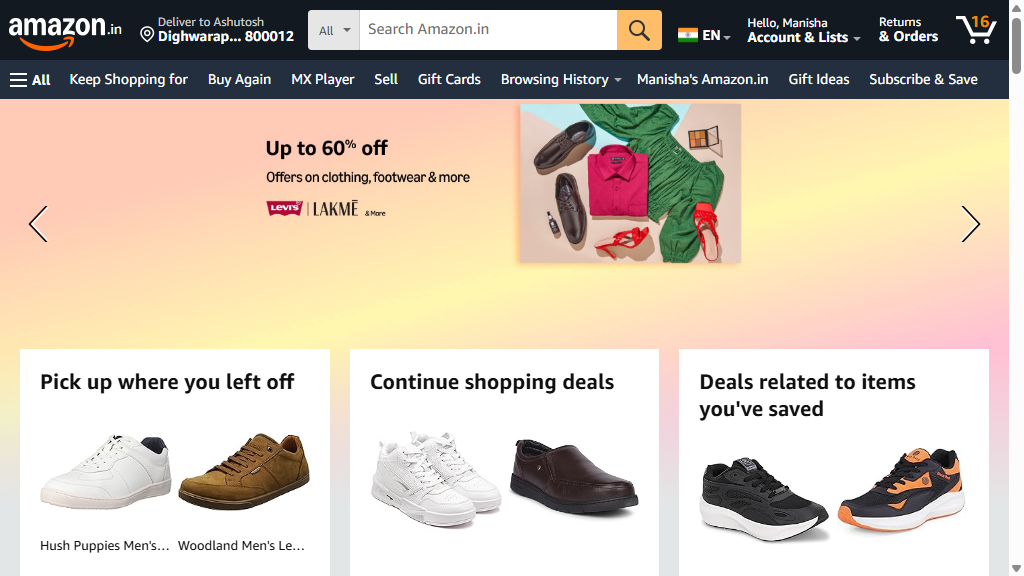 amazon.in
Deliver to Ashutosh
Dighwarap... 800012
All
Search Amazon.in
EN
Hello, Manisha
Account & Lists
Returns
& Orders
16
All
Keep Shopping for
Buy Again
MX Player
Sell
Gift Cards
Browsing History
Manisha's Amazon.in
Gift Ideas
Subscribe & Save
Up to 60% off
Offers on clothing, footwear & more
Levi's LAKMĒ & More
Pick up where you left off
Hush Puppies Men's...
Woodland Men's Le...
Continue shopping deals
Deals related to items
you've saved